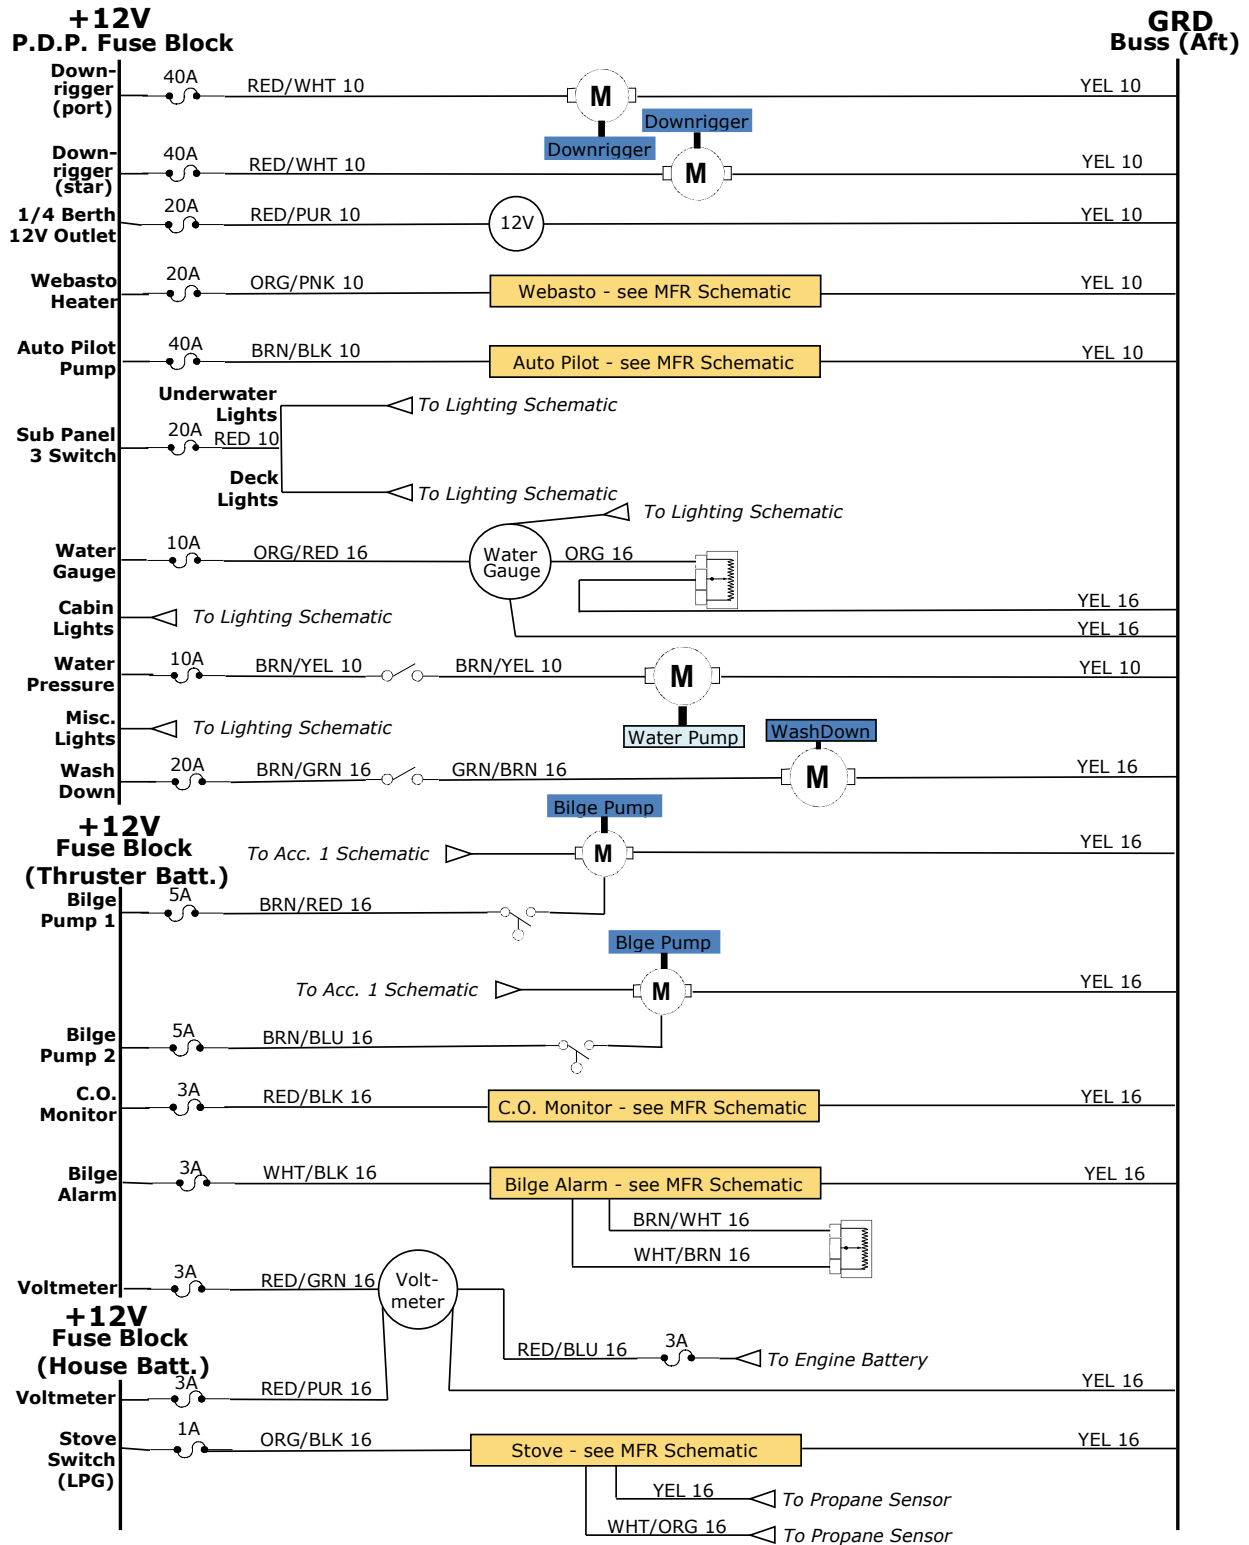 +12V
P.D.P. Fuse Block
GRD
Buss (Aft)
Down-
rigger
(port)
40A
RED/WHT 10
M
YEL 10
Downrigger
Downrigger
Down-
rigger
(star)
40A
RED/WHT 10
M
YEL 10
1/4 Berth
12V Outlet
20A
RED/PUR 10
12V
YEL 10
Webasto
Heater
20A
ORG/PNK 10
Webasto - see MFR Schematic
YEL 10
Auto Pilot
Pump
40A
BRN/BLK 10
Auto Pilot - see MFR Schematic
YEL 10
Underwater
Lights
To Lighting Schematic
Sub Panel
3 Switch
20A
RED 10
Deck
Lights
To Lighting Schematic
To Lighting Schematic
Water
Gauge
10A
ORG/RED 16
Water
Gauge
ORG 16
YEL 16
Cabin
Lights
To Lighting Schematic
YEL 16
Water
Pressure
10A
BRN/YEL 10
BRN/YEL 10
M
YEL 10
Misc.
Lights
To Lighting Schematic
Water Pump
WashDown
Wash
Down
20A
BRN/GRN 16
GRN/BRN 16
M
YEL 16
+12V
Fuse Block
(Thruster Batt.)
Bilge Pump
To Acc. 1 Schematic
M
YEL 16
Bilge
Pump 1
5A
BRN/RED 16
Blge Pump
To Acc. 1 Schematic
M
YEL 16
Bilge
Pump 2
5A
BRN/BLU 16
C.O.
Monitor
3A
RED/BLK 16
C.O. Monitor - see MFR Schematic
YEL 16
Bilge
Alarm
3A
WHT/BLK 16
Bilge Alarm - see MFR Schematic
YEL 16
BRN/WHT 16
WHT/BRN 16
Voltmeter
3A
RED/GRN 16
Volt-
meter
+12V
Fuse Block
(House Batt.)
RED/BLU 16
3A
To Engine Battery
Voltmeter
3A
RED/PUR 16
YEL 16
Stove
Switch
(LPG)
1A
ORG/BLK 16
Stove - see MFR Schematic
YEL 16
YEL 16
To Propane Sensor
WHT/ORG 16
To Propane Sensor